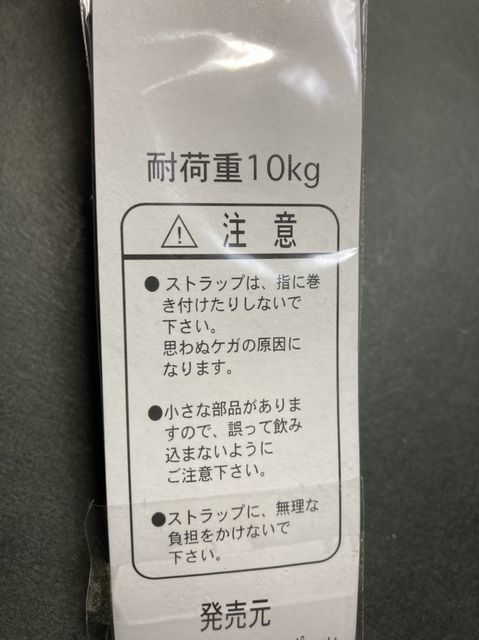 耐荷重10kg
⚠ 注意
●ストラップは、指に巻
き付けたりしないで
下さい。
思わぬケガの原因に
なります。
●小さな部品がありま
すので、誤って飲み
込まないように
ご注意下さい。
●ストラップに、無理な
負担をかけないで
下さい。
発売元